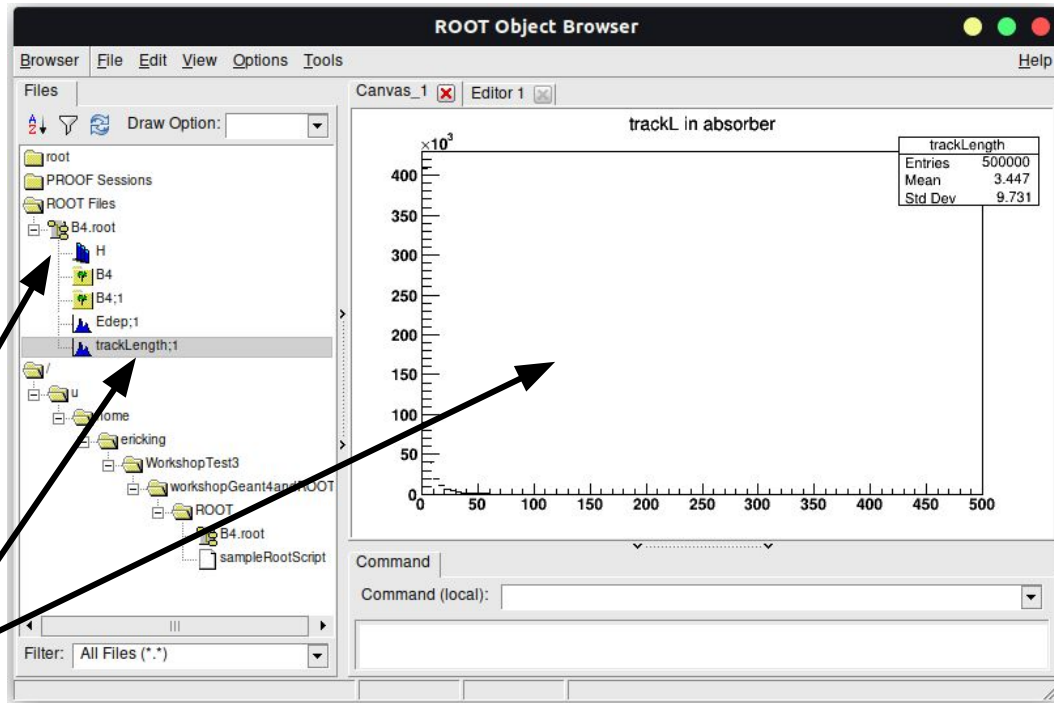 ROOT Object Browser
Browser File Edit View Options Tools Help
Files
Draw Option:
root
PROOF Sessions
ROOT Files
B4.root
H
B4
B4;1
Edep;1
trackLength;1
/
u
home
ericking
WorkshopTest3
workshopGeant4andROOT
ROOT
B4.root
sampleRootScript
Filter: All Files (*.*)
Canvas_1 Editor 1
trackL in absorber
×10³
trackLength
Entries 500000
Mean 3.447
Std Dev 9.731
400
350
300
250
200
150
100
50
0
0 50 100 150 200 250 300 350 400 450 500
Command
Command (local):